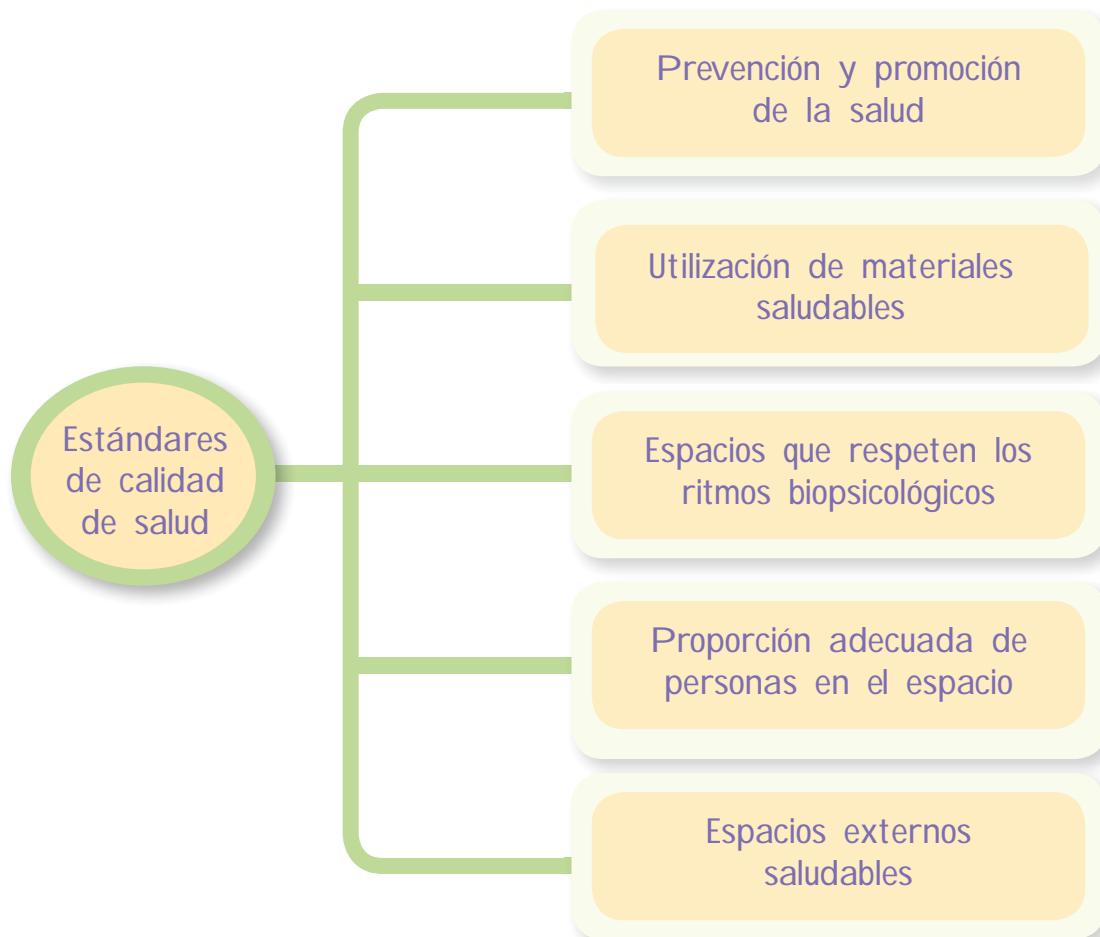 Prevención y promoción
de la salud
Utilización de materiales
saludables
Estándares
de calidad
de salud
Espacios que respeten los
ritmos biopsicológicos
Proporción adecuada de
personas en el espacio
Espacios externos
saludables